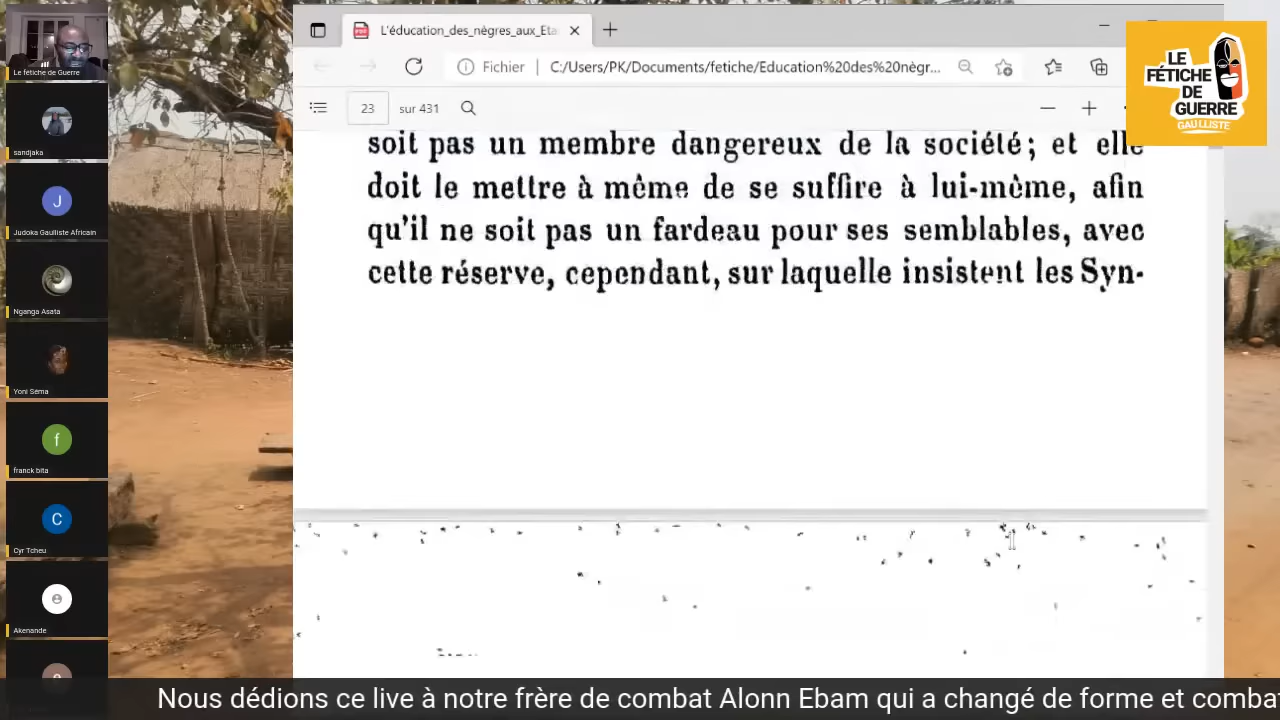 Le fétiche de Guerre
sandjaka
J
Judoka Gaulliste Africain
Nganga Asata
Yoni Séma
f
franck bita
C
Cyr Tcheu
Akenande
L'éducation_des_nègres_aux_Eta
Fichier
C:/Users/PK/Documents/fetiche/Education%20des%20nègr...
23
sur 431
LE
FÉTICHE
DE
GUERRE
GAULLISTE
soit pas un membre dangereux de la société; et elle
doit le mettre à même de se suffire à lui-même, afin
qu'il ne soit pas un fardeau pour ses semblables, avec
cette réserve, cependant, sur laquelle insistent les Syn-
Nous dédions ce live à notre frère de combat Alonn Ebam qui a changé de forme et combat